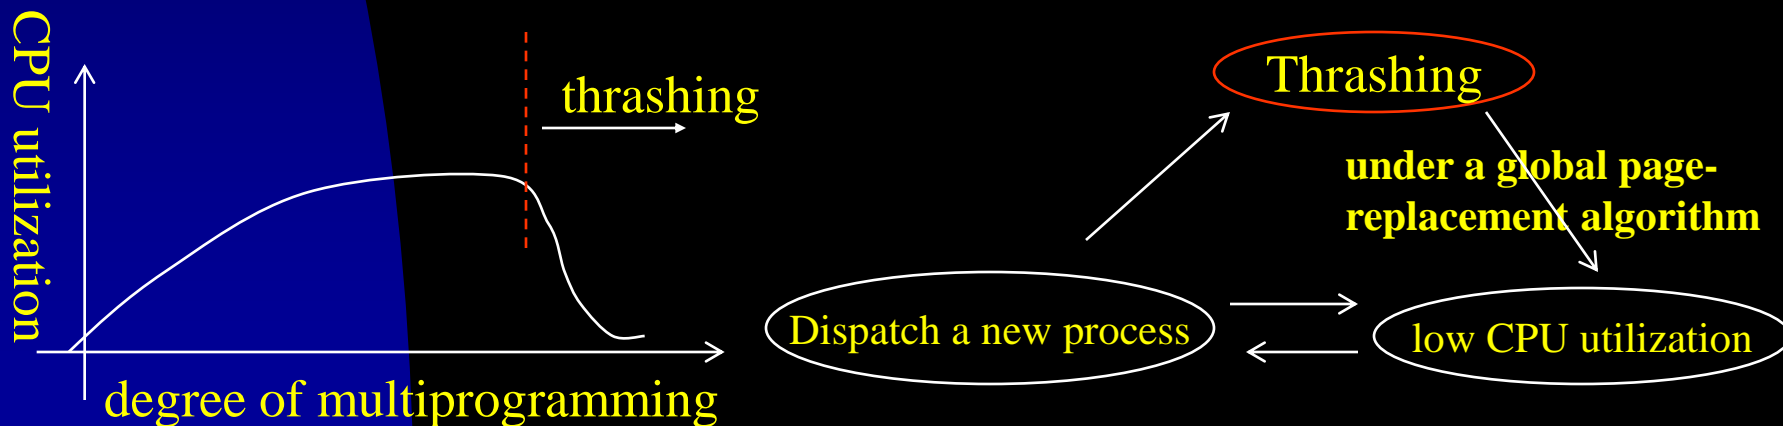 CPU utilization
thrashing
degree of multiprogramming
Thrashing
under a global page-
replacement algorithm
Dispatch a new process
low CPU utilization